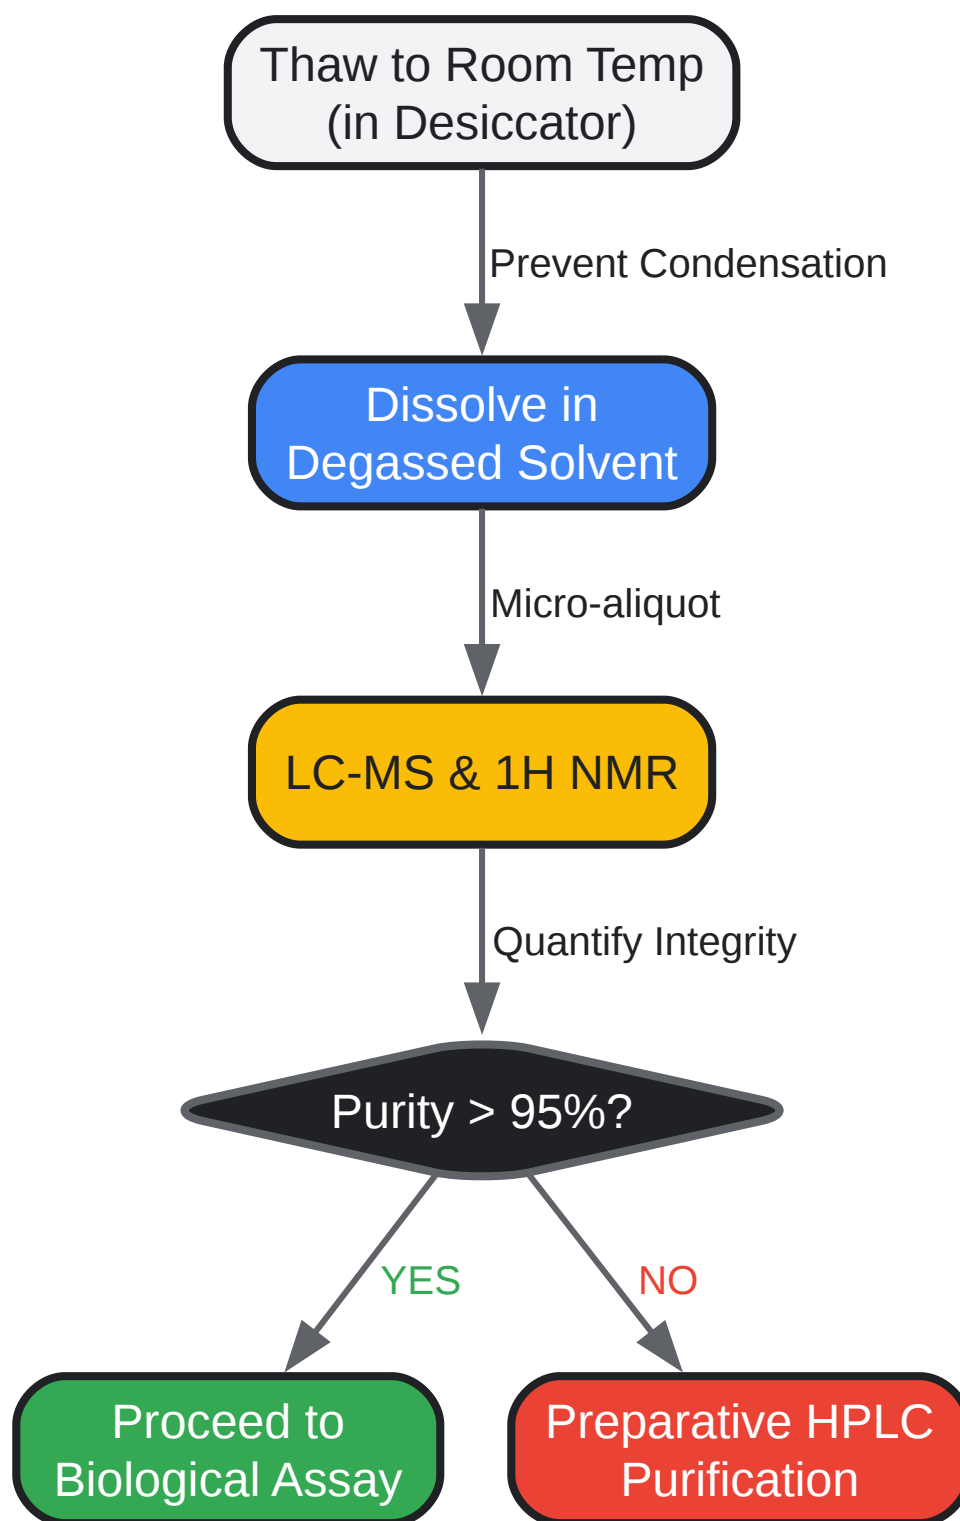 Thaw to Room Temp
(in Desiccator)
Prevent Condensation
Dissolve in
Degassed Solvent
Micro-aliquot
LC-MS & 1H NMR
Quantify Integrity
Purity > 95%?
YES
NO
Proceed to
Biological Assay
Preparative HPLC
Purification